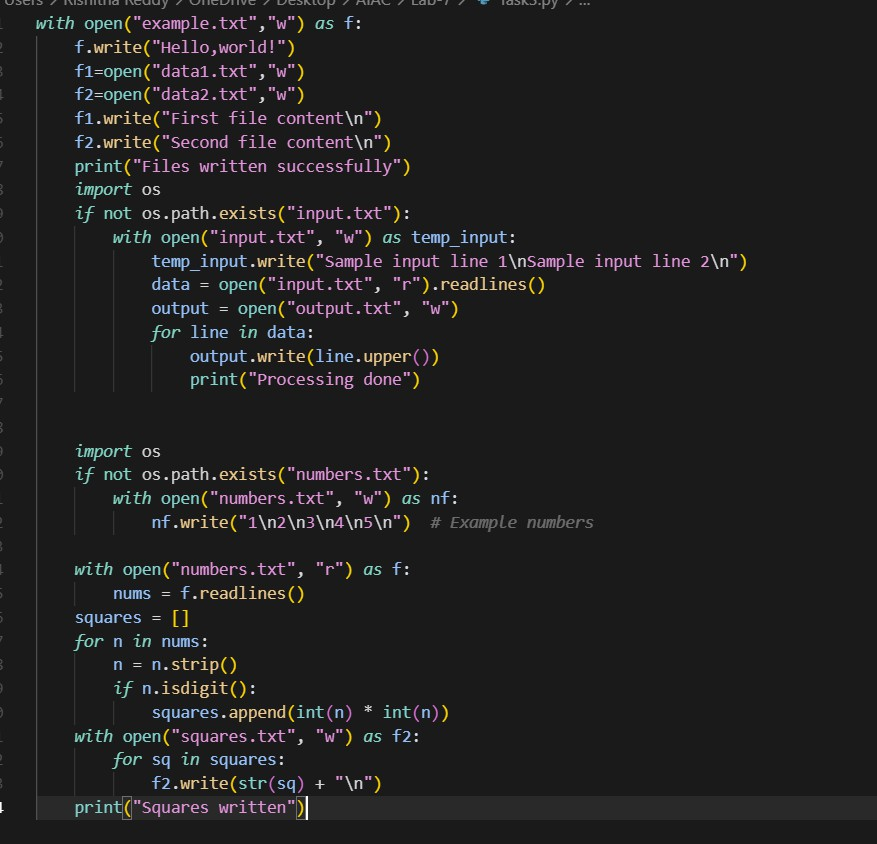 Users > Rishitha Reddy > OneDrive > Desktop > AIAC > Lab-7 > Task3.py > ...
with open("example.txt","w") as f:
    f.write("Hello,world!")
    f1=open("data1.txt","w")
    f2=open("data2.txt","w")
    f1.write("First file content\n")
    f2.write("Second file content\n")
    print("Files written successfully")
    import os
    if not os.path.exists("input.txt"):
        with open("input.txt", "w") as temp_input:
            temp_input.write("Sample input line 1\nSample input line 2\n")
            data = open("input.txt", "r").readlines()
            output = open("output.txt", "w")
            for line in data:
                output.write(line.upper())
                print("Processing done")
    import os
    if not os.path.exists("numbers.txt"):
        with open("numbers.txt", "w") as nf:
            nf.write("1\n2\n3\n4\n5\n")  # Example numbers
    with open("numbers.txt", "r") as f:
        nums = f.readlines()
    squares = []
    for n in nums:
        n = n.strip()
        if n.isdigit():
            squares.append(int(n) * int(n))
    with open("squares.txt", "w") as f2:
        for sq in squares:
            f2.write(str(sq) + "\n")
    print("Squares written")